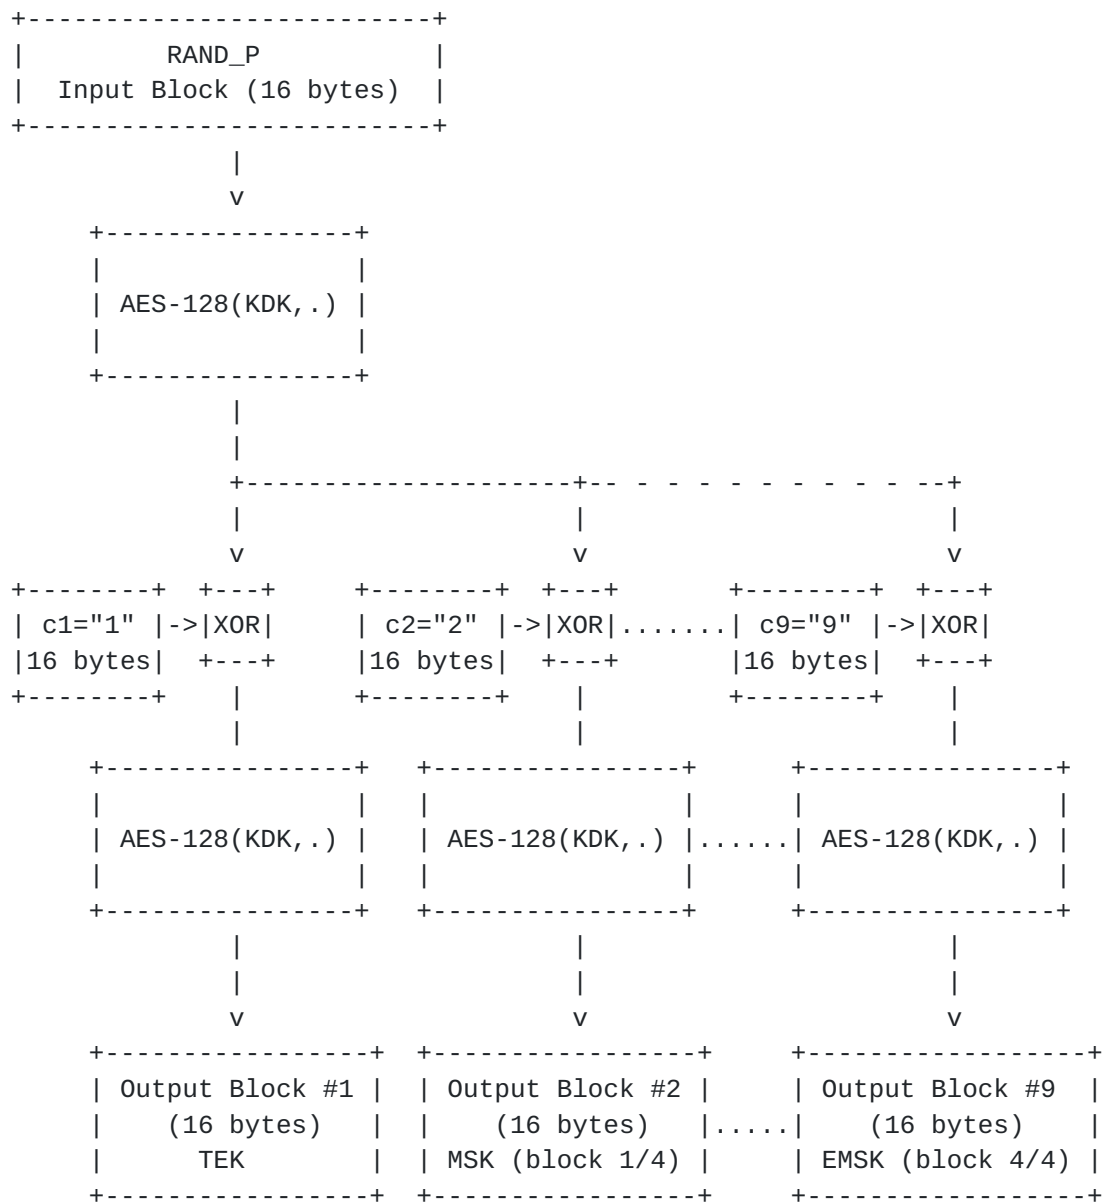 RAND_P
Input Block (16 bytes)
AES-128(KDK,.)
c1="1" ->|XOR| c2="2" ->|XOR|.......| c9="9" ->|XOR|
16 bytes 16 bytes 16 bytes
AES-128(KDK,.) AES-128(KDK,.) ...... AES-128(KDK,.)
Output Block #1 Output Block #2 Output Block #9
(16 bytes) (16 bytes) ..... (16 bytes)
TEK MSK (block 1/4) EMSK (block 4/4)